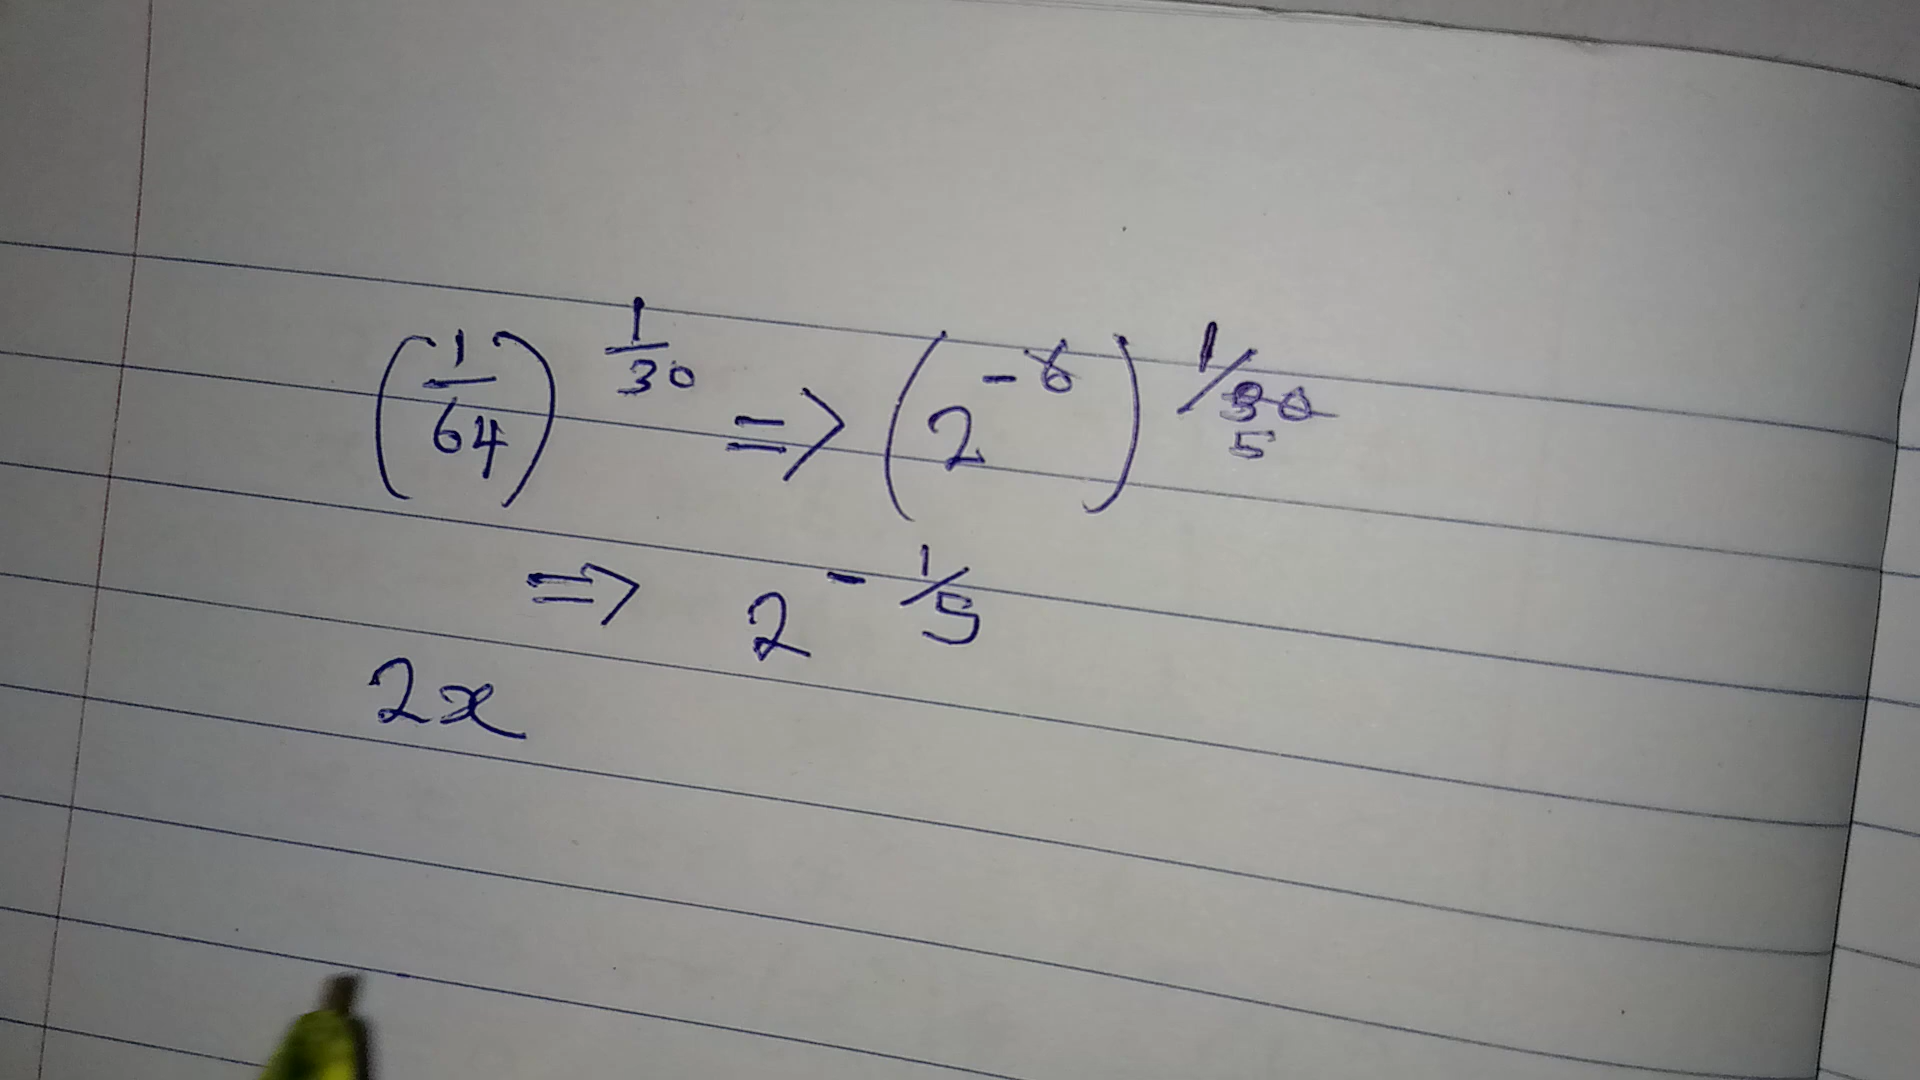 (1/64)^(1/30) => (2^-6)^(1/30 5)
=> 2^-1/5
2x